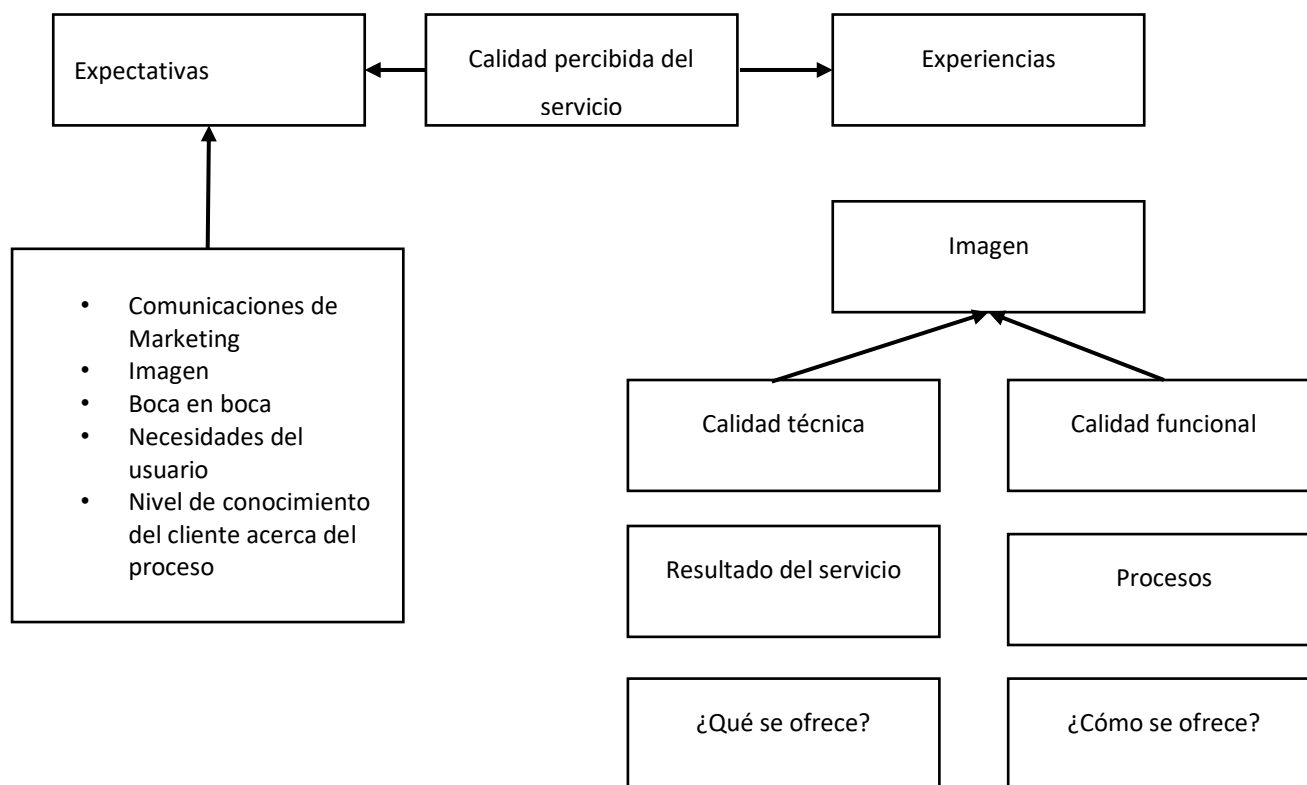 Expectativas
Calidad percibida del
servicio
Experiencias
Imagen
• Comunicaciones de
Marketing
• Imagen
• Boca en boca
• Necesidades del
usuario
• Nivel de conocimiento
del cliente acerca del
proceso
Calidad técnica
Calidad funcional
Resultado del servicio
Procesos
¿Qué se ofrece?
¿Cómo se ofrece?